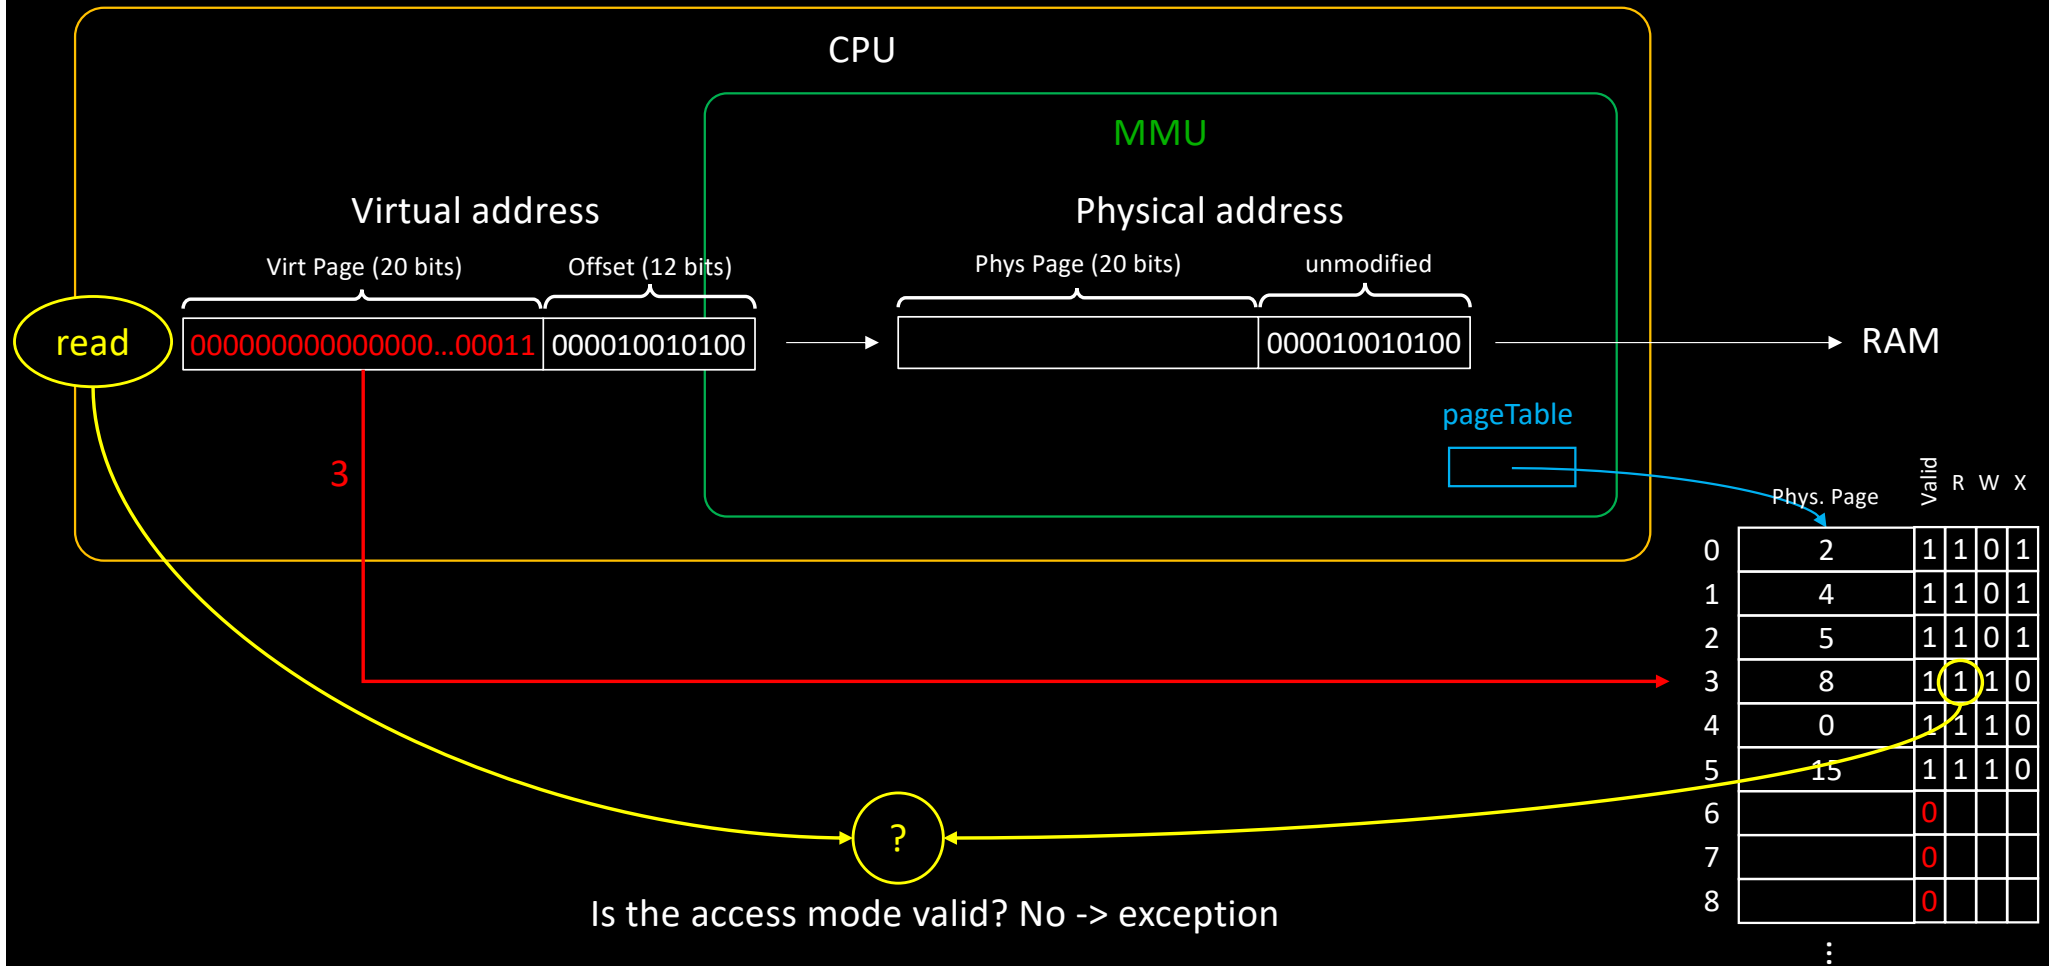 CPU
MMU
Virtual address
Physical address
Virt Page (20 bits)
Offset (12 bits)
Phys Page (20 bits)
unmodified
read
000000000000000...00011
000010010100
000010010100
RAM
pageTable
3
Phys. Page
Valid
R W X
0 2 1 1 0 1
1 4 1 1 0 1
2 5 1 1 0 1
3 8 1 1 1 0
4 0 1 1 1 0
5 15 1 1 1 0
6 0
7 0
8 0
...
?
Is the access mode valid? No -> exception